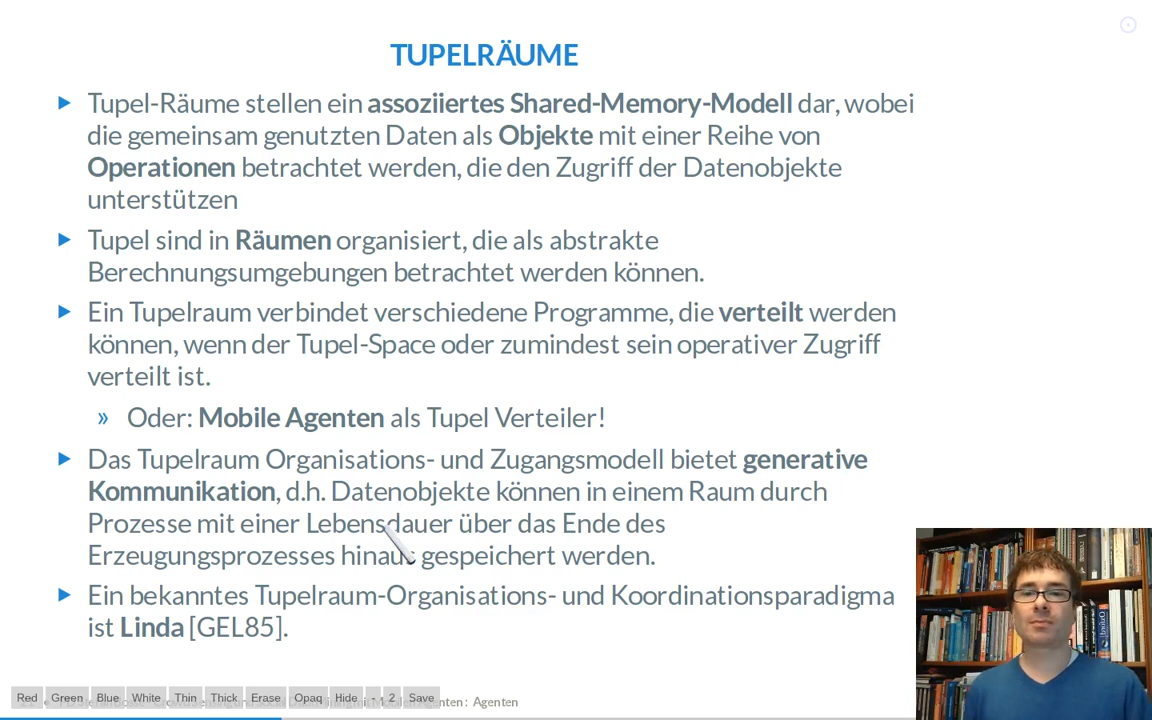 TUPELRÄUME
Tupel-Räume stellen ein assoziiertes Shared-Memory-Modell dar, wobei
die gemeinsam genutzten Daten als Objekte mit einer Reihe von
Operationen betrachtet werden, die den Zugriff der Datenobjekte
unterstützen
Tupel sind in Räumen organisiert, die als abstrakte
Berechnungsumgebungen betrachtet werden können.
Ein Tupelraum verbindet verschiedene Programme, die verteilt werden
können, wenn der Tupel-Space oder zumindest sein operativer Zugriff
verteilt ist.
» Oder: Mobile Agenten als Tupel Verteiler!
Das Tupelraum Organisations- und Zugangsmodell bietet generative
Kommunikation, d.h. Datenobjekte können in einem Raum durch
Prozesse mit einer Lebensdauer über das Ende des
Erzeugungsprozesses hinaus gespeichert werden.
Ein bekanntes Tupelraum-Organisations- und Koordinationsparadigma
ist Linda [GEL85].
Red Green Blue White Thin Thick Erase Opaq Hide - 2 Save
: Agenten